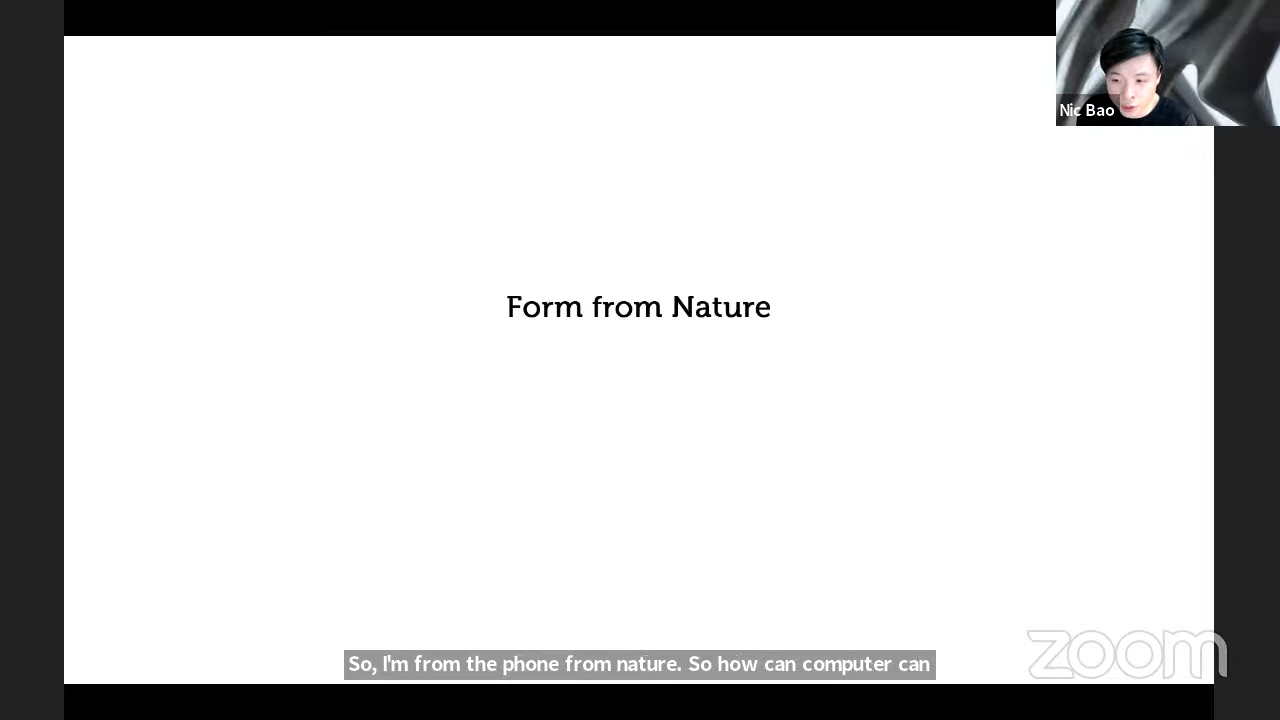 Nic Bao
Form from Nature
So, I'm from the phone from nature. So how can computer can
zoom